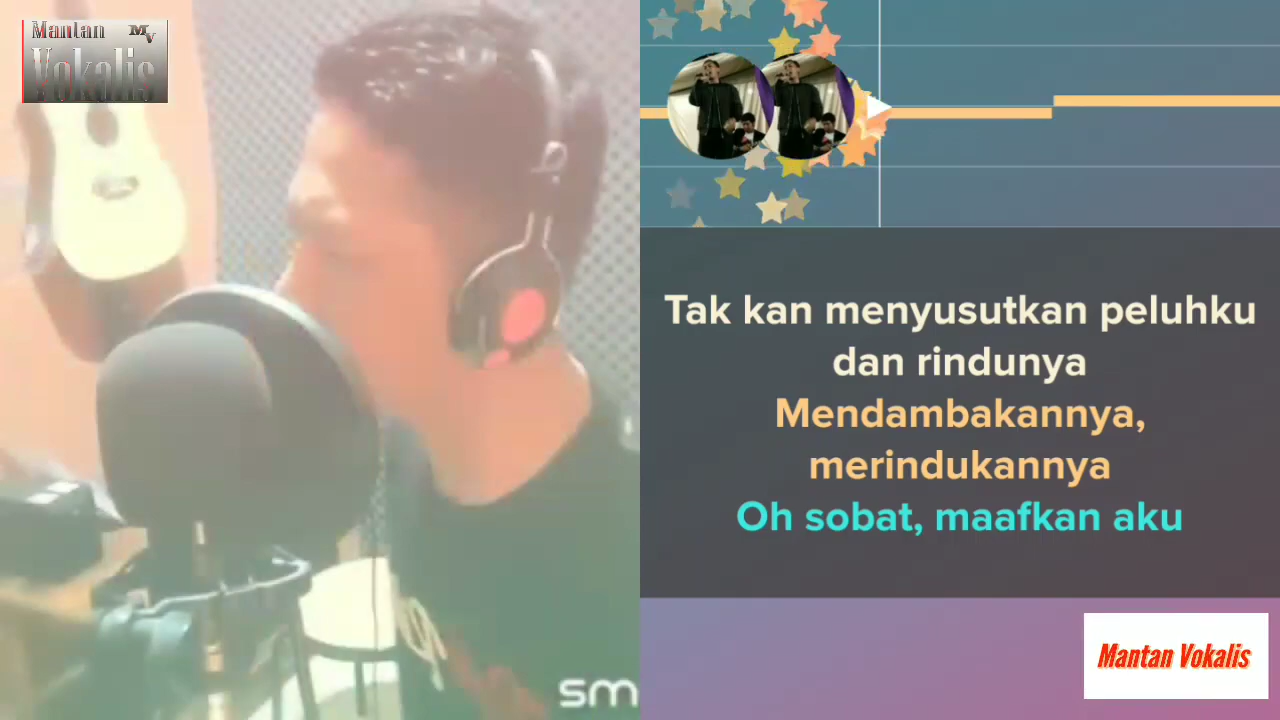 Mantan MV
Vokalis
Tak kan menyusutkan peluhku
dan rindunya
Mendambakannya,
merindukannya
Oh sobat, maafkan aku
sm
Mantan Vokalis